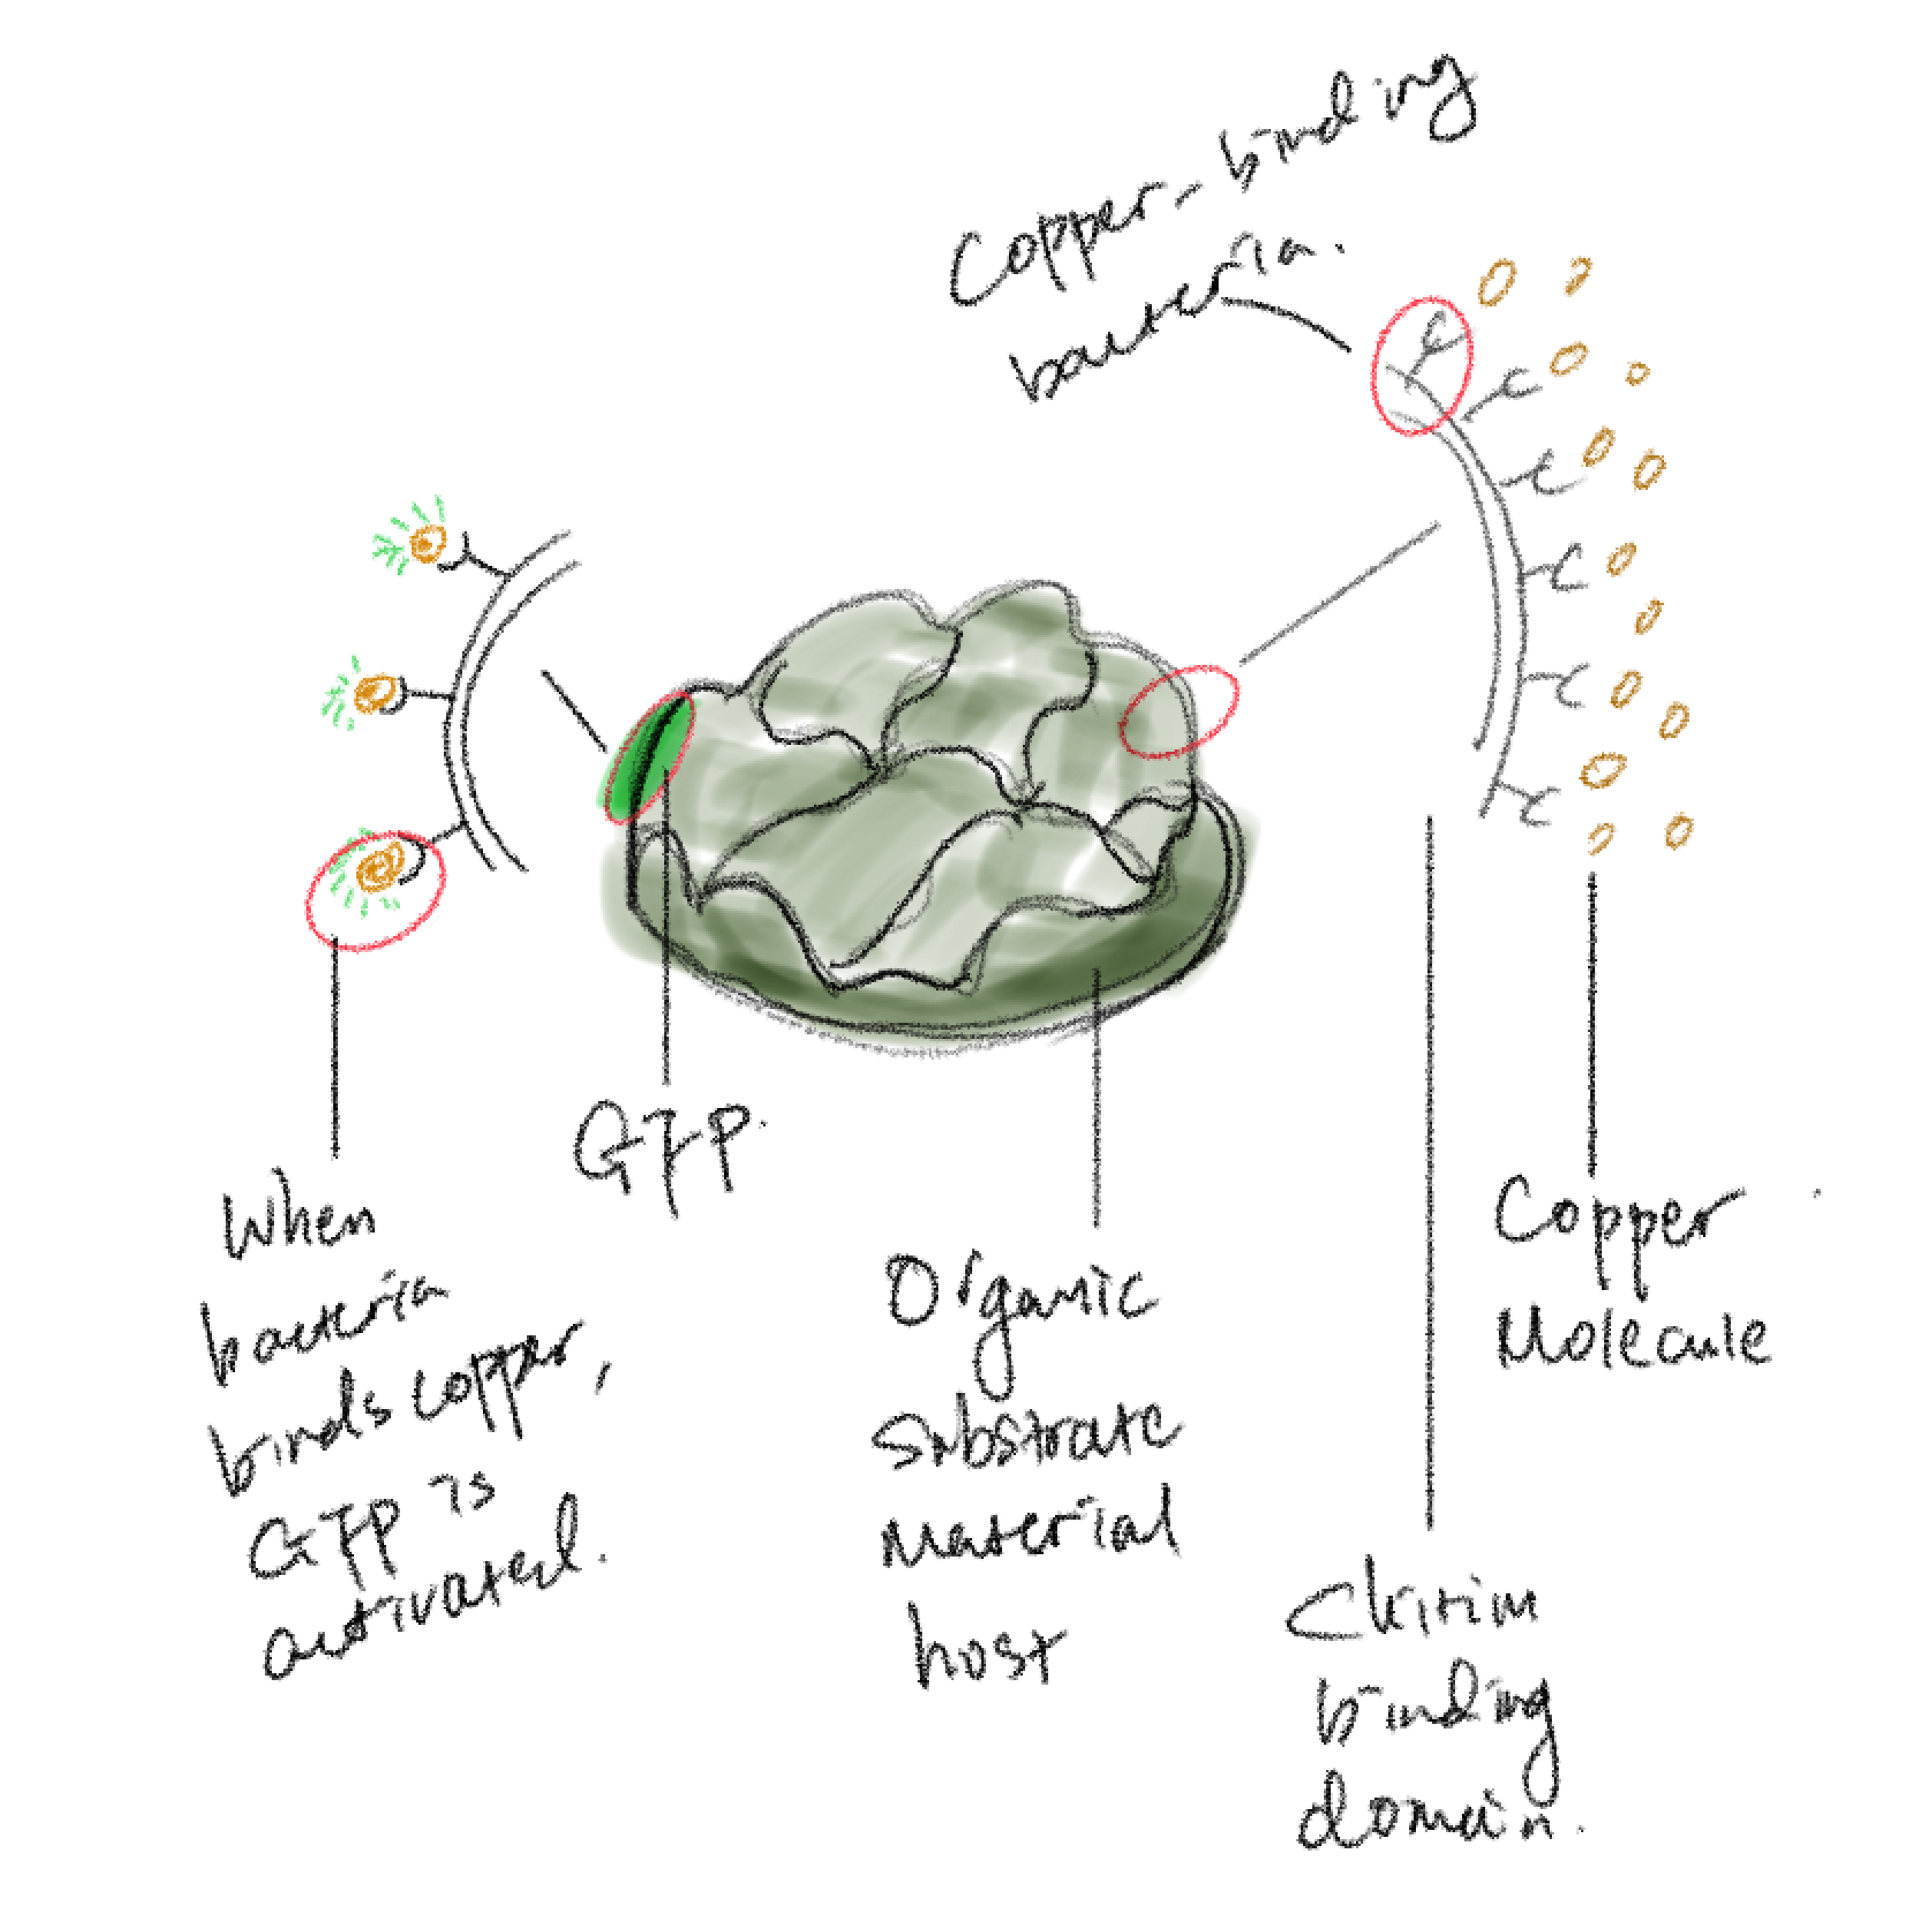 Copper-binding
bacteria.
When
bacteria
binds copper,
GFP is
activated.
GFP.
Organic
Substrate
Material
host
Chitin
binding
domain.
Copper
Molecule